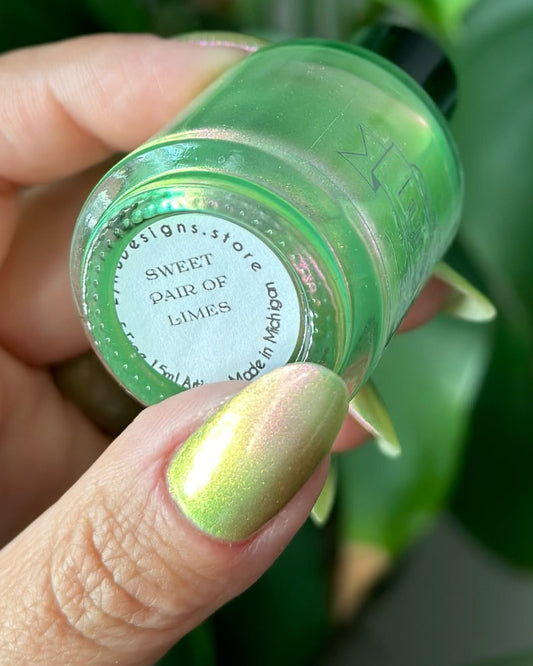 Designs.store
SWEET
PAIR OF
LIMES
15ml
Made in Michigan